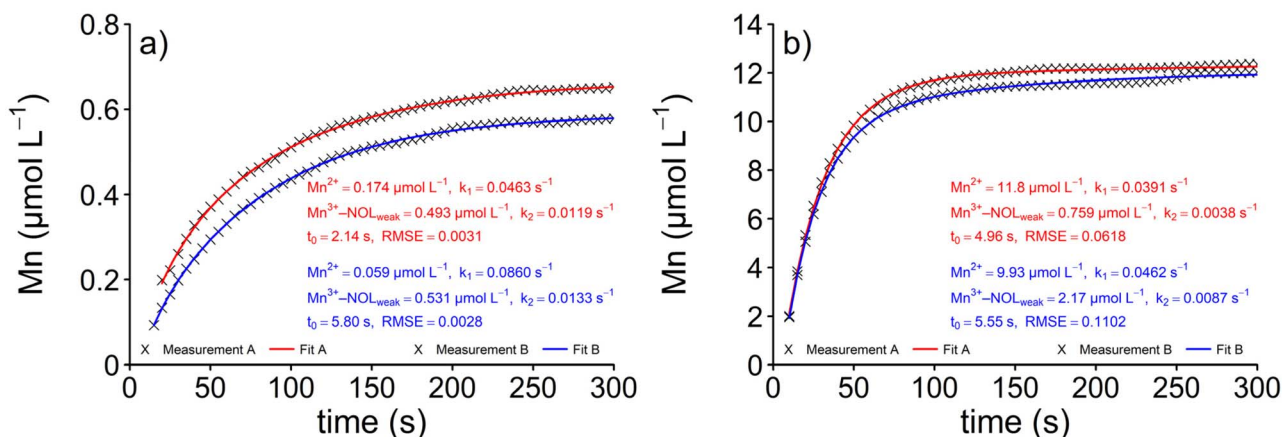 a)
Mn (μmol L⁻¹)
0.8
0.6
0.4
0.2
0
Mn²⁺ = 0.174 μmol L⁻¹, k₁ = 0.0463 s⁻¹
Mn³⁺–NOLweak = 0.493 μmol L⁻¹, k₂ = 0.0119 s⁻¹
t₀ = 2.14 s, RMSE = 0.0031
Mn²⁺ = 0.059 μmol L⁻¹, k₁ = 0.0860 s⁻¹
Mn³⁺–NOLweak = 0.531 μmol L⁻¹, k₂ = 0.0133 s⁻¹
t₀ = 5.80 s, RMSE = 0.0028
Measurement A Fit A Measurement B Fit B
0 50 100 150 200 250 300
time (s)
b)
Mn (μmol L⁻¹)
14
12
10
8
6
4
2
0
Mn²⁺ = 11.8 μmol L⁻¹, k₁ = 0.0391 s⁻¹
Mn³⁺–NOLweak = 0.759 μmol L⁻¹, k₂ = 0.0038 s⁻¹
t₀ = 4.96 s, RMSE = 0.0618
Mn²⁺ = 9.93 μmol L⁻¹, k₁ = 0.0462 s⁻¹
Mn³⁺–NOLweak = 2.17 μmol L⁻¹, k₂ = 0.0087 s⁻¹
t₀ = 5.55 s, RMSE = 0.1102
Measurement A Fit A Measurement B Fit B
0 50 100 150 200 250 300
time (s)